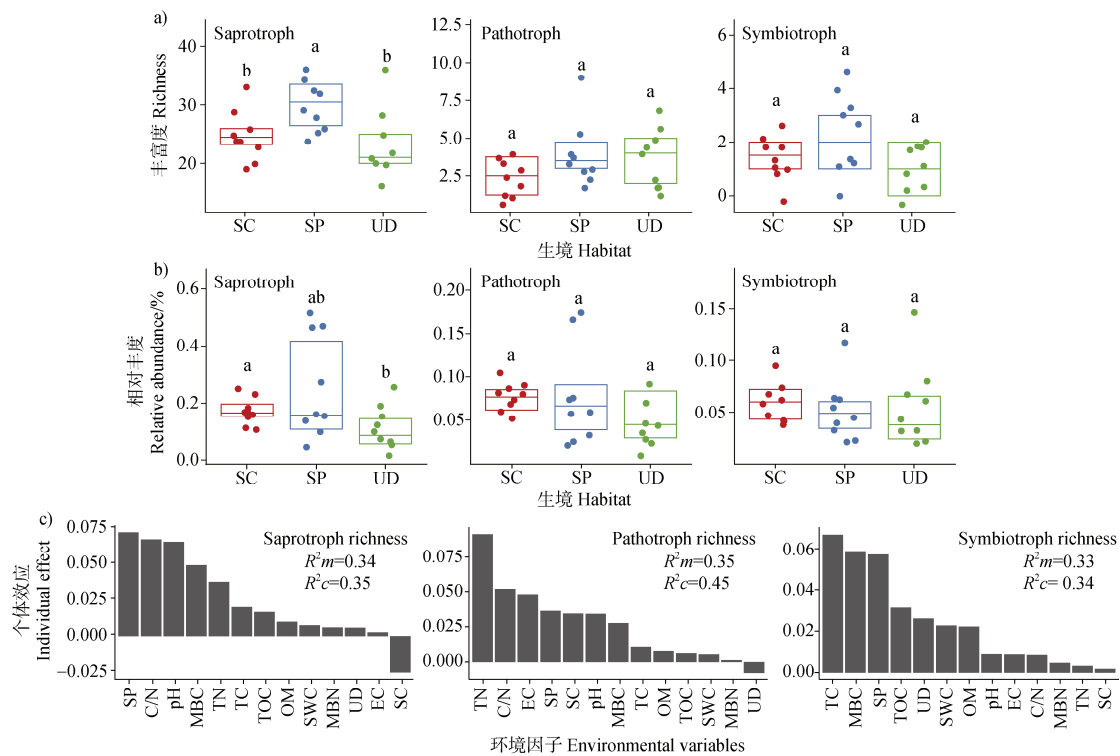 a)
Saprotroph
Pathotroph
Symbiotroph
丰富度 Richness
40
30
20
b
a
b
12.5
10.0
7.5
5.0
2.5
a
a
a
6
4
2
0
a
a
a
SC
SP
UD
SC
SP
UD
SC
SP
UD
生境 Habitat
b)
Saprotroph
Pathotroph
Symbiotroph
相对丰度
Relative abundance/%
0.6
0.4
0.2
0.0
a
ab
b
0.20
0.15
0.10
0.05
a
a
a
0.15
0.10
0.05
a
a
a
SC
SP
UD
SC
SP
UD
SC
SP
UD
生境 Habitat
c)
个体效应
Individual effect
0.075
0.050
0.025
0.000
−0.025
Saprotroph richness
R²m=0.34
R²c=0.35
SP
C/N
pH
MBC
TN
TC
TOC
OM
SWC
MBN
UD
EC
SC
0.075
0.050
0.025
0.000
Pathotroph richness
R²m=0.35
R²c=0.45
TN
C/N
EC
SP
SC
pH
MBC
TC
OM
TOC
SWC
MBN
UD
0.06
0.04
0.02
0.00
Symbiotroph richness
R²m=0.33
R²c= 0.34
TC
MBC
SP
TOC
UD
SWC
OM
pH
EC
C/N
MBN
TN
SC
环境因子 Environmental variables